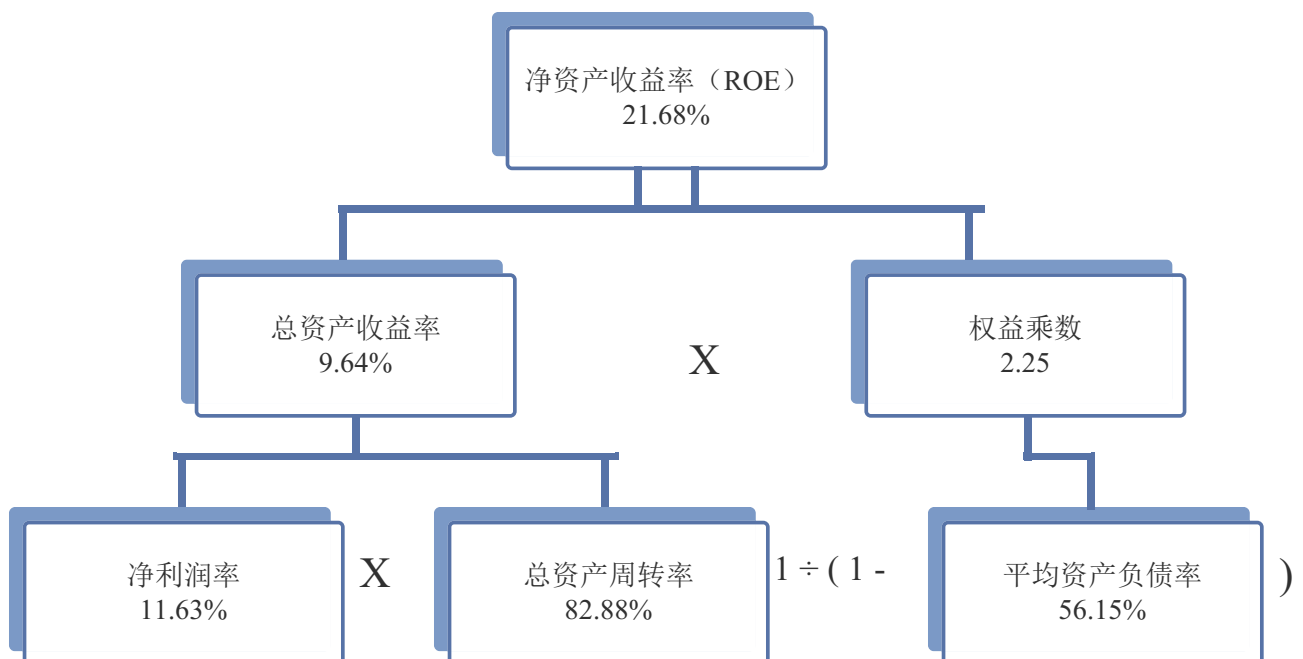 净资产收益率（ROE）
21.68%
总资产收益率
9.64%
X
权益乘数
2.25
净利润率
11.63%
X
总资产周转率
82.88%
1 ÷ ( 1 -
平均资产负债率
56.15%
)